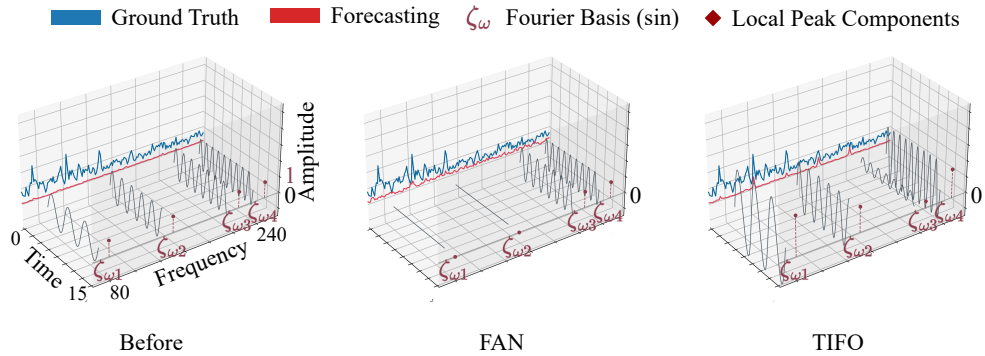 Ground Truth Forecasting ζω Fourier Basis (sin) Local Peak Components
Amplitude
1
0
0
0
ζω1 ζω2 ζω3 ζω4
ζω1 ζω2 ζω3 ζω4
ζω1 ζω2 ζω3 ζω4
0
Time
15
80
Frequency
240
Before FAN TIFO